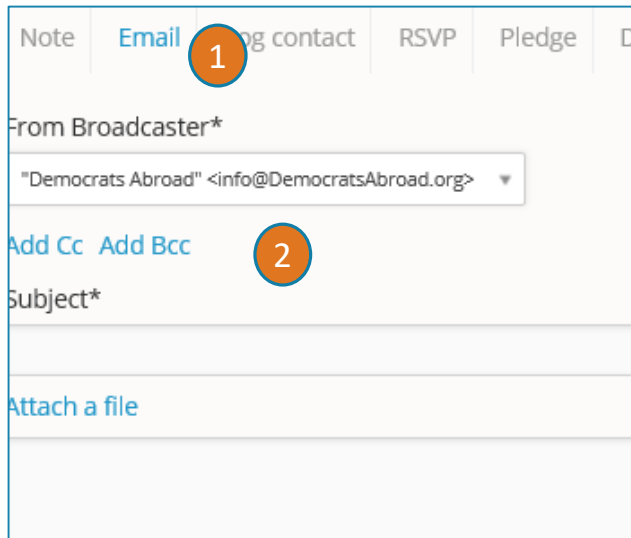 Note Email og contact RSVP Pledge
1
From Broadcaster*
"Democrats Abroad" <info@DemocratsAbroad.org>
Add Cc Add Bcc
2
Subject*
Attach a file